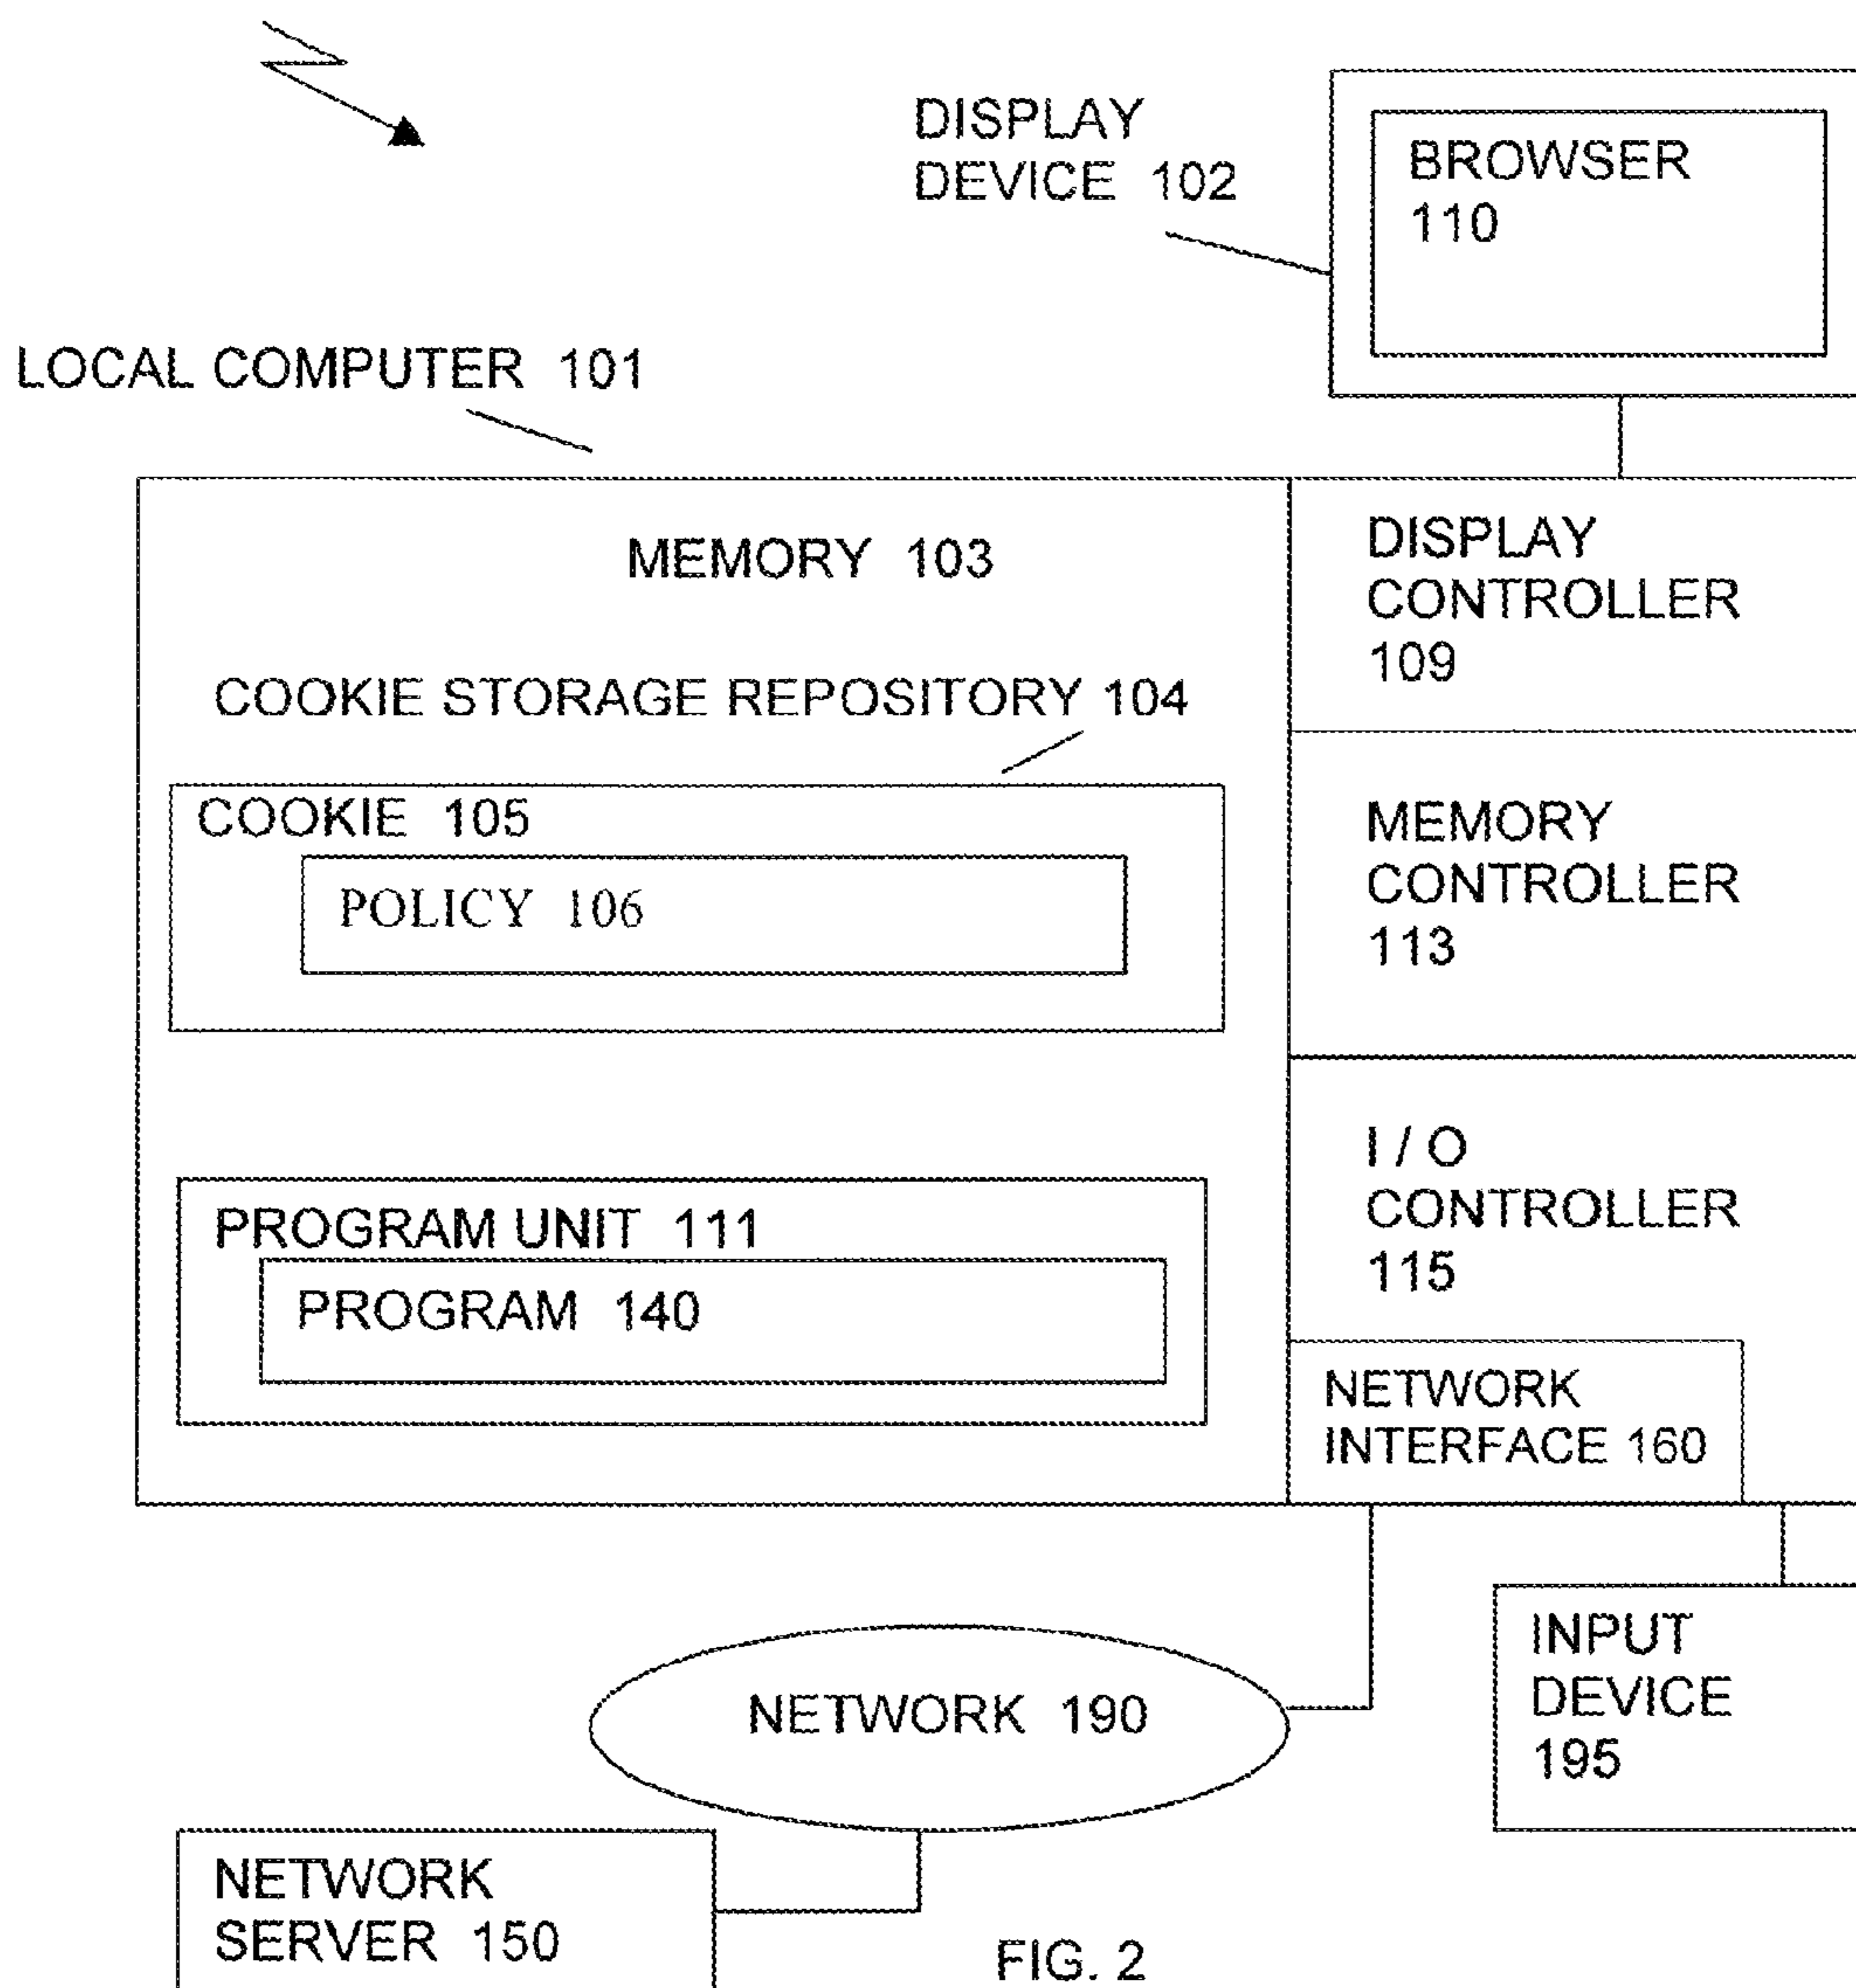 DISPLAY
DEVICE 102
BROWSER
110
LOCAL COMPUTER 101
MEMORY 103
COOKIE STORAGE REPOSITORY 104
COOKIE 105
POLICY 106
PROGRAM UNIT 111
PROGRAM 140
DISPLAY
CONTROLLER
109
MEMORY
CONTROLLER
113
I / O
CONTROLLER
115
NETWORK
INTERFACE 160
NETWORK 190
INPUT
DEVICE
195
NETWORK
SERVER 150
FIG. 2